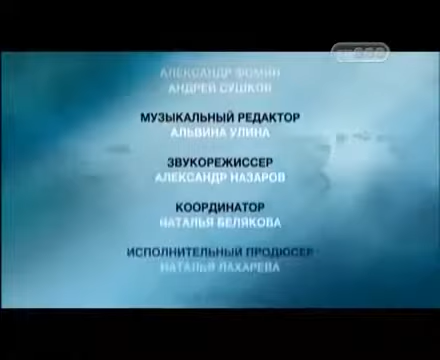 АЛЕКСАНДР ФОМИН
АНДРЕЙ СУШКОВ
МУЗЫКАЛЬНЫЙ РЕДАКТОР
АЛЬВИНА УЛИНА
ЗВУКОРЕЖИССЕР
АЛЕКСАНДР НАЗАРОВ
КООРДИНАТОР
НАТАЛЬЯ БЕЛЯКОВА
ИСПОЛНИТЕЛЬНЫЙ ПРОДЮСЕР
НАТАЛЬЯ ЛАХАРЕВА